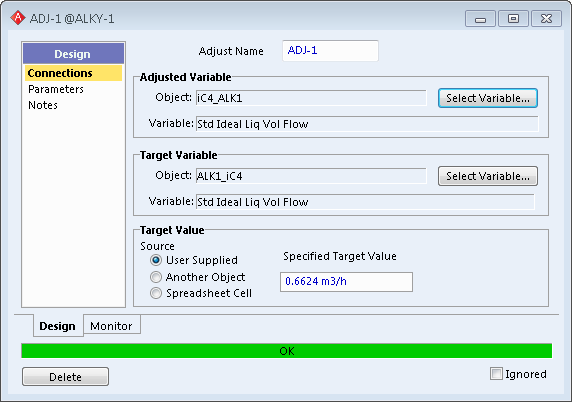 ADJ-1 @ALKY-1
Design
Connections
Parameters
Notes
Adjust Name ADJ-1
Adjusted Variable
Object: iC4_ALK1 Select Variable...
Variable: Std Ideal Liq Vol Flow
Target Variable
Object: ALK1_iC4 Select Variable...
Variable: Std Ideal Liq Vol Flow
Target Value
Source
User Supplied
Another Object
Spreadsheet Cell
Specified Target Value
0.6624 m3/h
Design Monitor
OK
Delete
Ignored